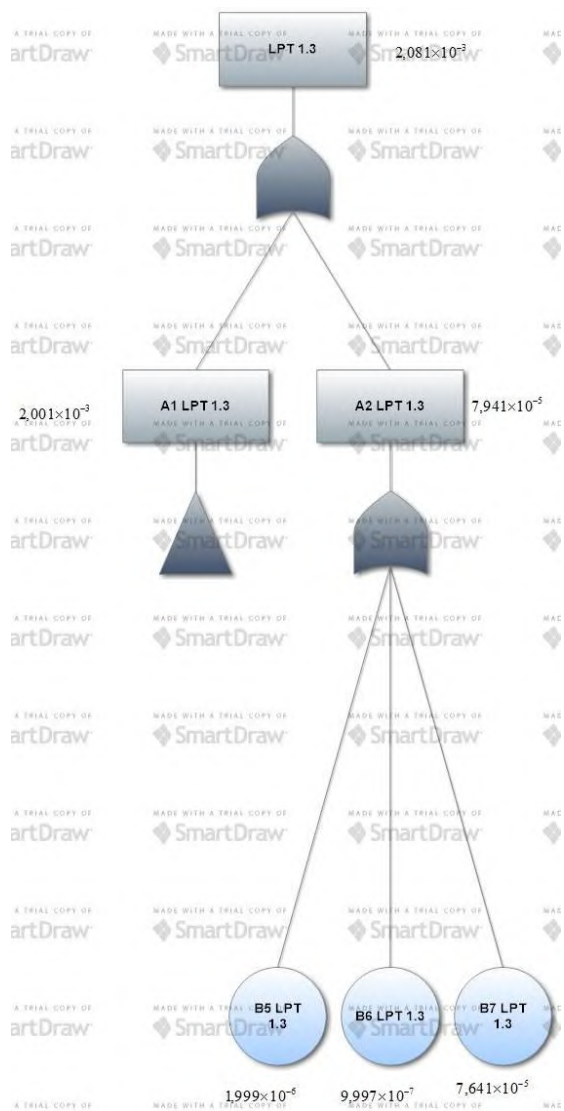 LPT 1.3
2,081×10⁻³
A1 LPT 1.3
2,001×10⁻³
A2 LPT 1.3
7,941×10⁻⁵
B5 LPT
1.3
B6 LPT 1.3
B7 LPT
1.3
1,999×10⁻⁶
9,997×10⁻⁷
7,641×10⁻⁵
MADE WITH A TRIAL COPY OF
SmartDraw